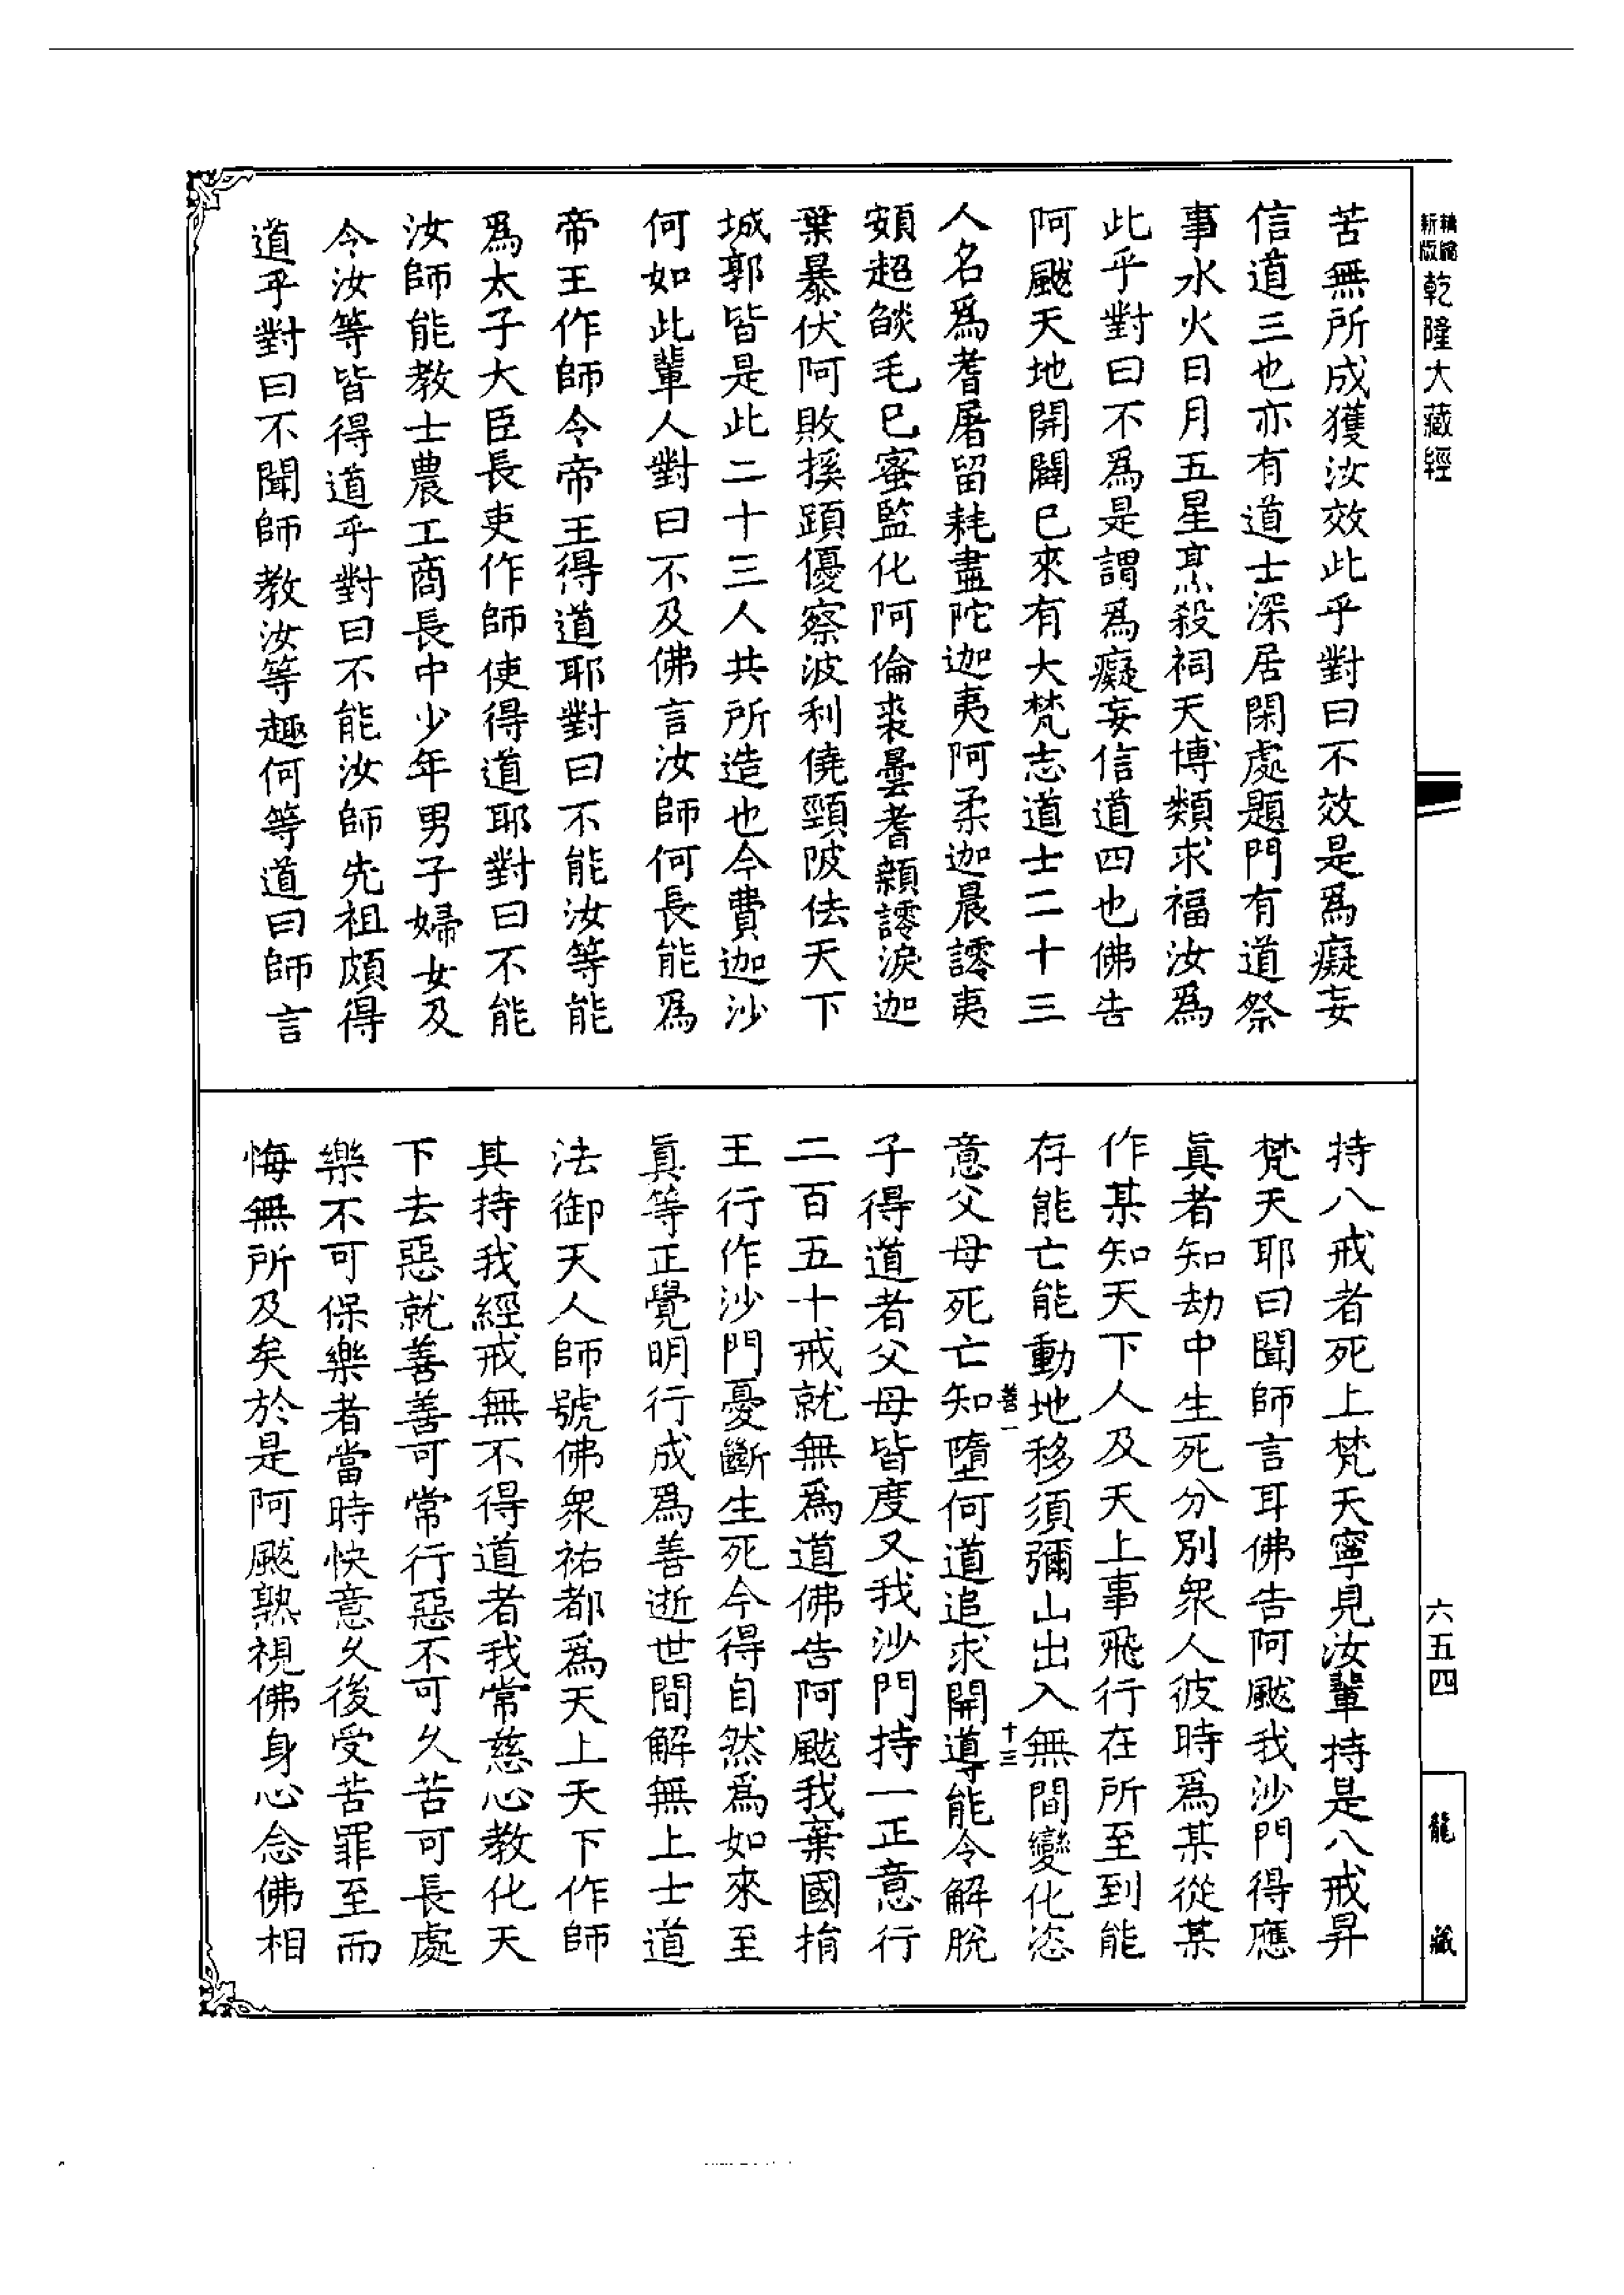 乾隆大藏經
苦無所成獲汝效此乎對曰不效是爲癡妄
信道三也亦有道士深居閑處題門有道祭
事水火日月五星烹殺祠天博類求福汝爲
此乎對曰不爲是謂爲癡妄信道四也佛告
阿颰天地開闢已來有大梵志道士二十三
人名爲耆屠留耗盡陀迦夷阿柔迦晨謣夷
頞超䭨毛已蜜監化阿倫裘曇耆顙謣淚迦
葉暴伏阿敗㨙蹞優察波利僥頸陂佉天下
城郭皆是此二十三人共所造也今費迦沙
何如此輩人對曰不及佛言汝師何長能爲
帝王作師令帝王得道耶對曰不能汝等能
爲太子大臣長吏作師使得道耶對曰不能
汝師能教士農工商長中少年男子婦女及
今汝等皆得道乎對曰不能汝師先祖頗得
道乎對曰不聞師教汝等趣何等道曰師言
持八戒者死上梵天寧見汝輩持是八戒昇
梵天耶曰聞師言耳佛告阿颰我沙門得應
眞者知劫中生死分別衆人彼時爲某從某
作某知天下人及天上事飛行在所至到能
存能亡能動地移須彌山出入無間變化恣
善一
十三
意父母死亡知墮何道追求開導能令解脫
子得道者父母皆度又我沙門持一正意行
二百五十戒就無爲道佛告阿颰我棄國捐
王行作沙門憂斷生死今得自然爲如來至
眞等正覺明行成爲善逝世間解無上士道
法御天人師號佛衆祐都爲天上天下作師
其持我經戒無不得道者我常慈心教化天
下去惡就善善可常行惡不可久苦可長處
樂不可保樂者當時快意久後受苦罪至而
悔無所及矣於是阿颰熟視佛身心念佛相
六五四
龍藏